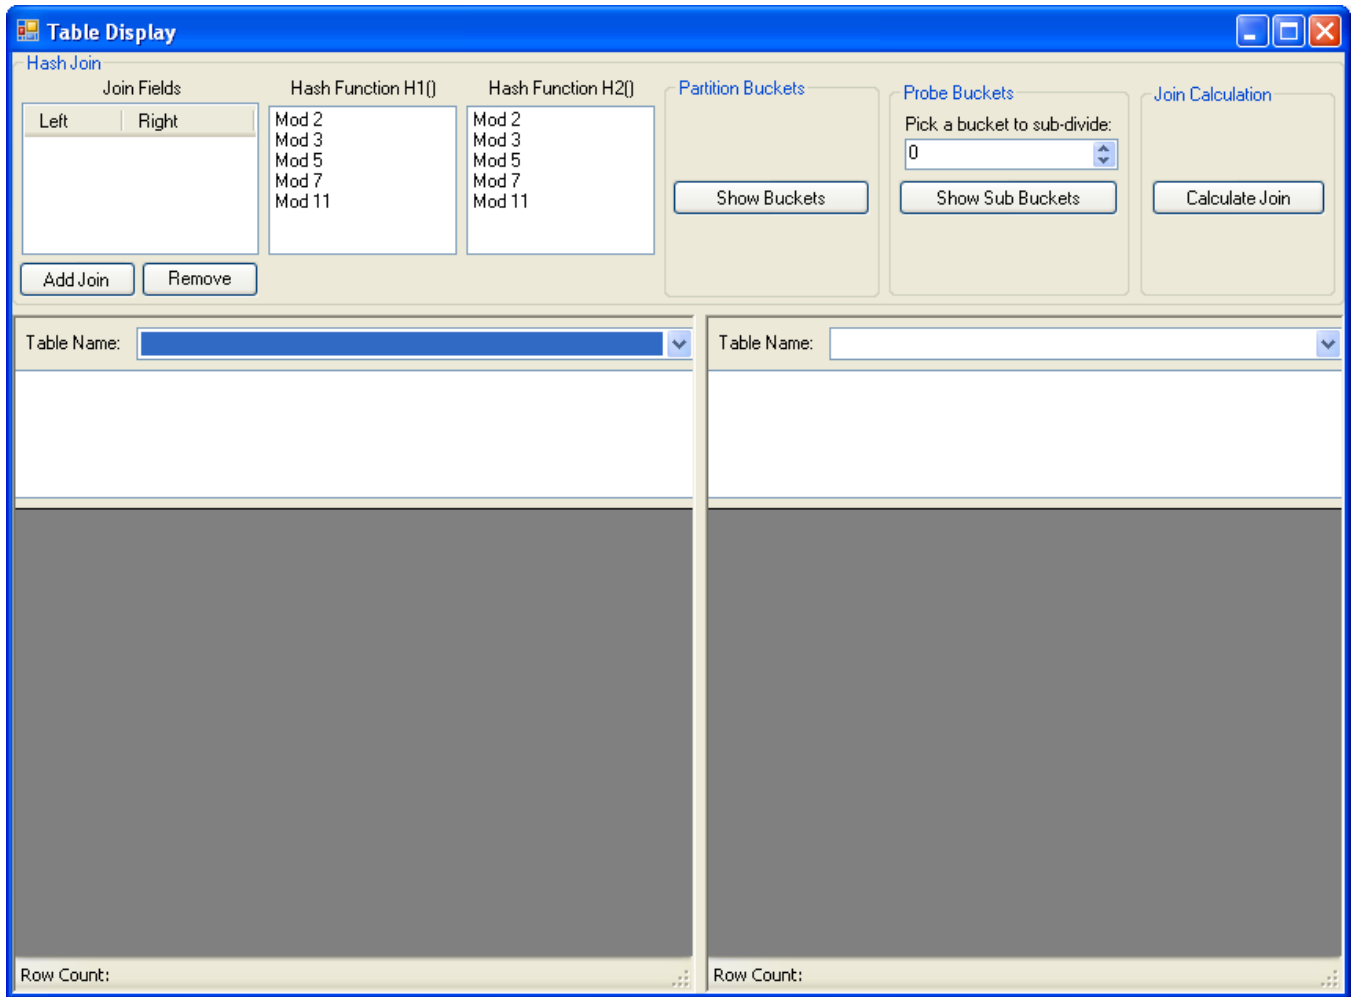 Table Display
Hash Join
Join Fields
Left Right
Add Join Remove
Hash Function H1()
Mod 2
Mod 3
Mod 5
Mod 7
Mod 11
Hash Function H2()
Mod 2
Mod 3
Mod 5
Mod 7
Mod 11
Partition Buckets
Show Buckets
Probe Buckets
Pick a bucket to sub-divide:
0
Show Sub Buckets
Join Calculation
Calculate Join
Table Name:
Row Count:
Table Name:
Row Count: